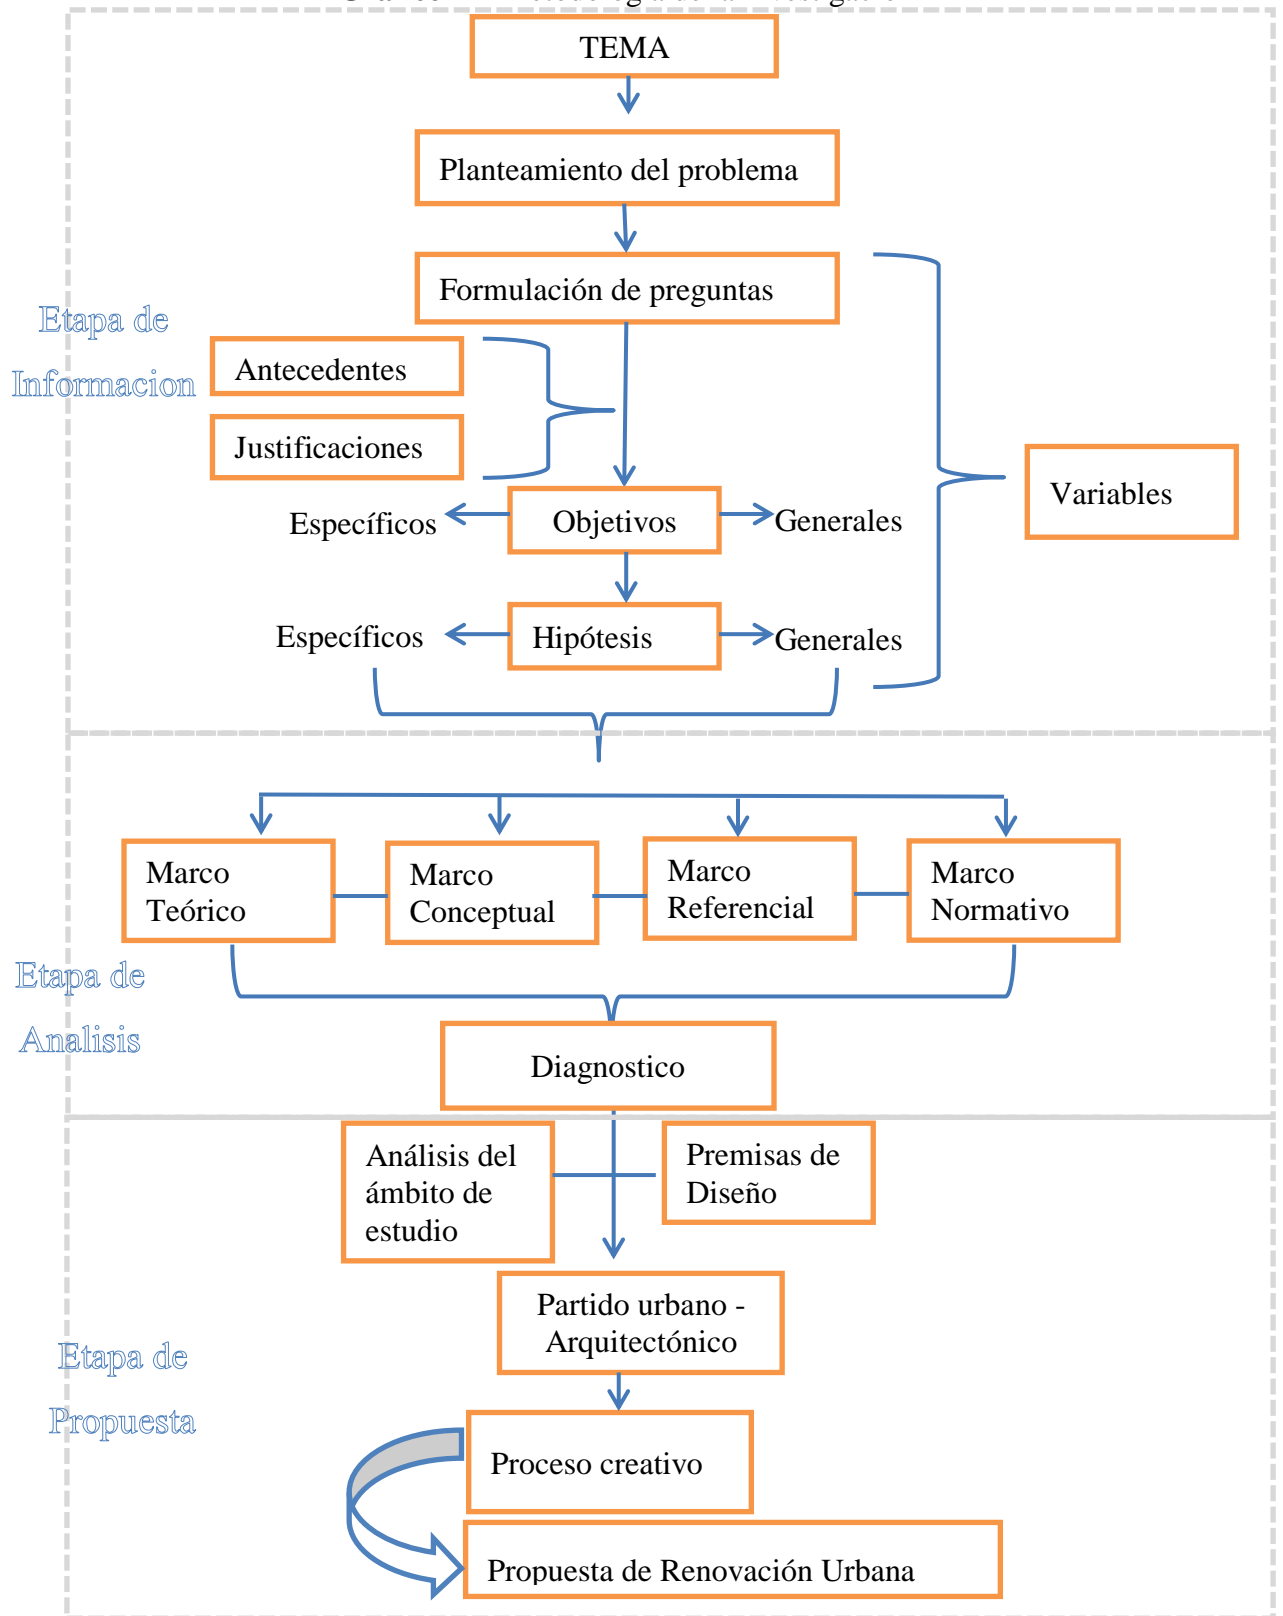 TEMA
Planteamiento del problema
Formulación de preguntas
Etapa de
Informacion
Antecedentes
Justificaciones
Variables
Específicos
Objetivos
Generales
Específicos
Hipótesis
Generales
Marco
Teórico
Marco
Conceptual
Marco
Referencial
Marco
Normativo
Etapa de
Analisis
Diagnostico
Análisis del
ámbito de
estudio
Premisas de
Diseño
Partido urbano -
Arquitectónico
Etapa de
Propuesta
Proceso creativo
Propuesta de Renovación Urbana